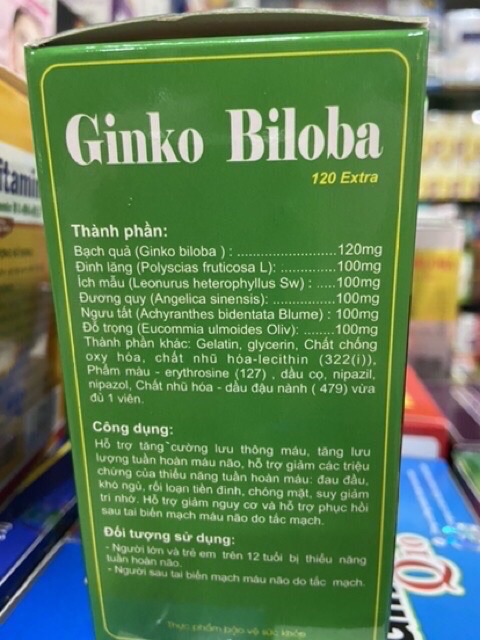 Ginko Biloba
120 Extra
Thành phần:
Bạch quả (Ginko biloba ) : ......................120mg
Đinh lăng (Polyscias fruticosa L): .............100mg
Ích mẫu (Leonurus heterophyllus Sw) : .....100mg
Đương quy (Angelica sinensis): ................100mg
Ngưu tất (Achyranthes bidentata Blume) : 100mg
Đỗ trọng (Eucommia ulmoides Oliv): .......100mg
Thành phần khác: Gelatin, glycerin, Chất chống
oxy hóa, chất nhũ hóa-lecithin (322(i)),
Phẩm màu - erythrosine (127) , dầu cọ, nipazil,
nipazol, Chất nhũ hóa - dầu đậu nành ( 479) vừa
đủ 1 viên.
Công dụng:
Hỗ trợ tăng cường lưu thông máu, tăng lưu
lượng tuần hoàn máu não, hỗ trợ giảm các triệu
chứng của thiểu năng tuần hoàn máu: đau đầu,
khó ngủ, rối loạn tiền đình, chóng mặt, suy giảm
trí nhớ. Hỗ trợ giảm nguy cơ và hỗ trợ phục hồi
sau tai biến mạch máu não do tắc mạch.
Đối tượng sử dụng:
- Người lớn và trẻ em trên 12 tuổi bị thiểu năng
tuần hoàn não.
- Người sau tai biến mạch máu não do tắc mạch.
Thực phẩm bảo vệ sức khỏe
itamin
Q10